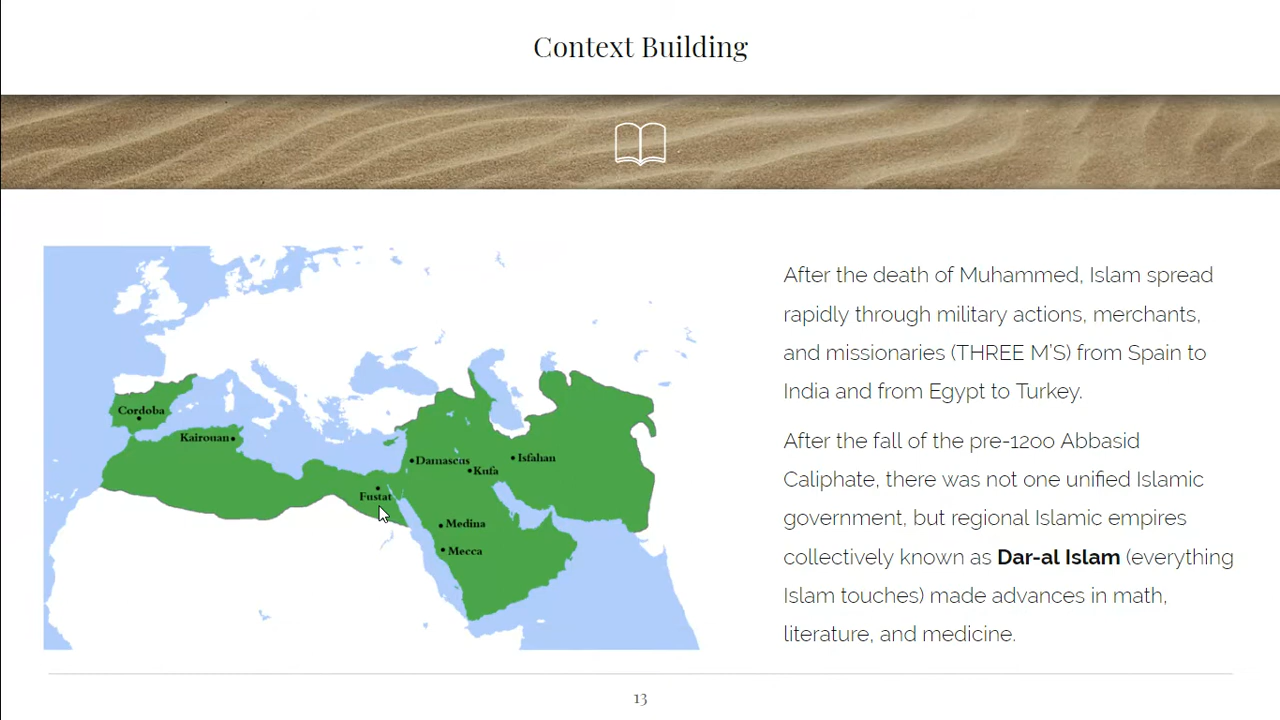 Context Building
Cordoba
Kairouan
Damascus
Kufa
Isfahan
Fustat
Medina
Mecca
After the death of Muhammed, Islam spread
rapidly through military actions, merchants,
and missionaries (THREE M'S) from Spain to
India and from Egypt to Turkey.
After the fall of the pre-1200 Abbasid
Caliphate, there was not one unified Islamic
government, but regional Islamic empires
collectively known as Dar-al Islam (everything
Islam touches) made advances in math,
literature, and medicine.
13